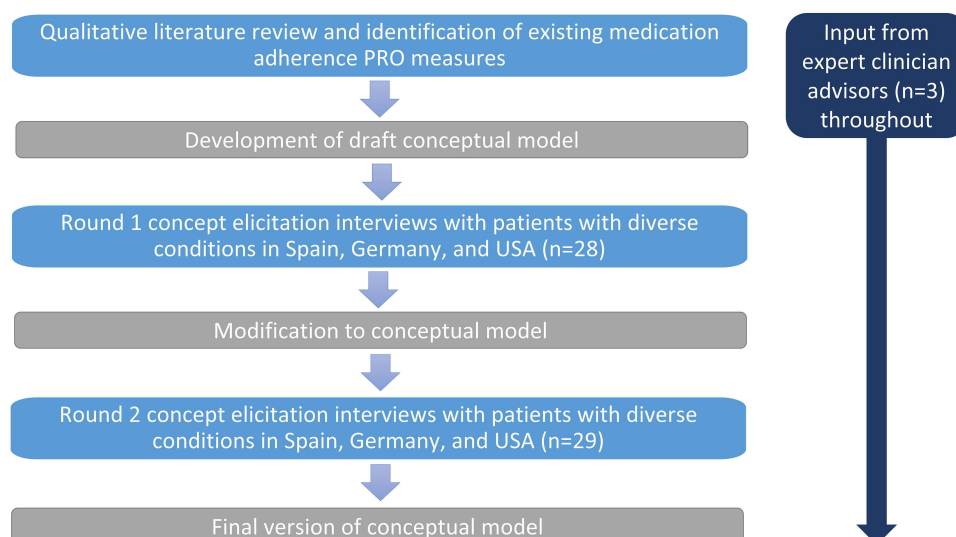 Qualitative literature review and identification of existing medication
adherence PRO measures
Development of draft conceptual model
Round 1 concept elicitation interviews with patients with diverse
conditions in Spain, Germany, and USA (n=28)
Modification to conceptual model
Round 2 concept elicitation interviews with patients with diverse
conditions in Spain, Germany, and USA (n=29)
Final version of conceptual model
Input from
expert clinician
advisors (n=3)
throughout